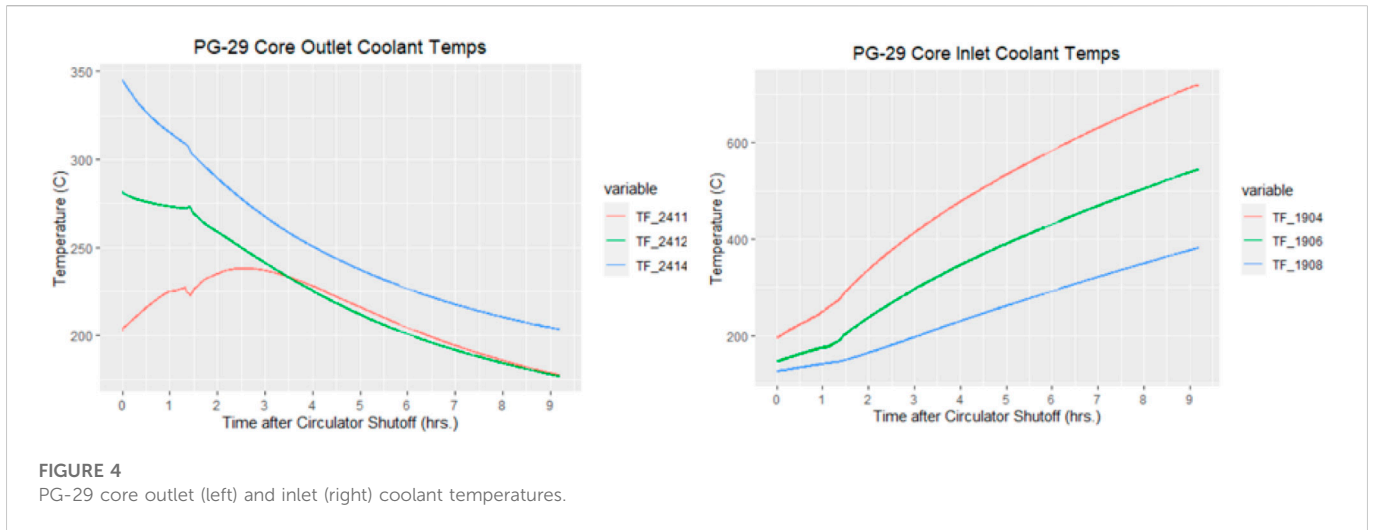 PG-29 Core Outlet Coolant Temps
350
300
250
200
Temperature (C)
0 1 2 3 4 5 6 7 8 9
Time after Circulator Shutoff (hrs.)
variable
TF_2411
TF_2412
TF_2414
PG-29 Core Inlet Coolant Temps
600
400
200
Temperature (C)
0 1 2 3 4 5 6 7 8 9
Time after Circulator Shutoff (hrs.)
variable
TF_1904
TF_1906
TF_1908
FIGURE 4
PG-29 core outlet (left) and inlet (right) coolant temperatures.